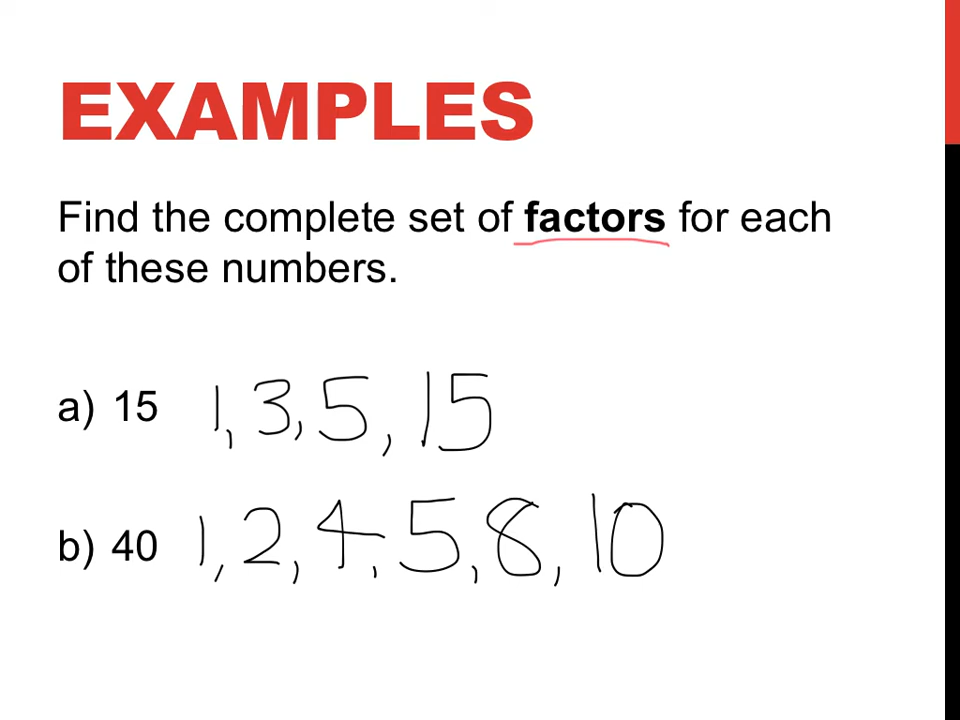 EXAMPLES
Find the complete set of factors for each
of these numbers.
a) 15 1, 3, 5, 15
b) 40 1, 2, 4, 5, 8, 10